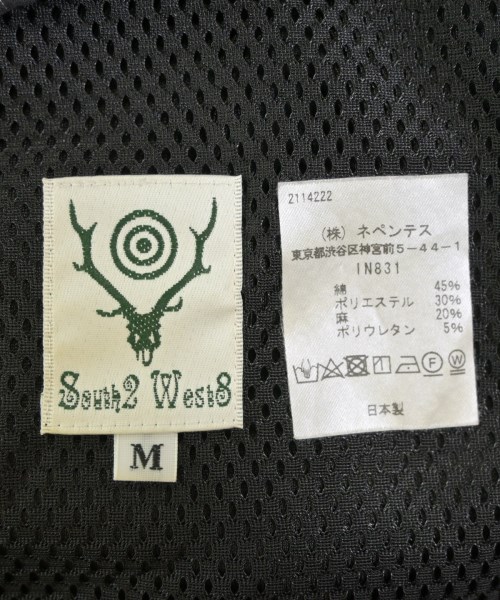 South2 West8
M
2114222
(株) ネペンテス
東京都渋谷区神宮前5-44-1
IN831
綿 45%
ポリエステル 30%
麻 20%
ポリウレタン 5%
F W
日本製